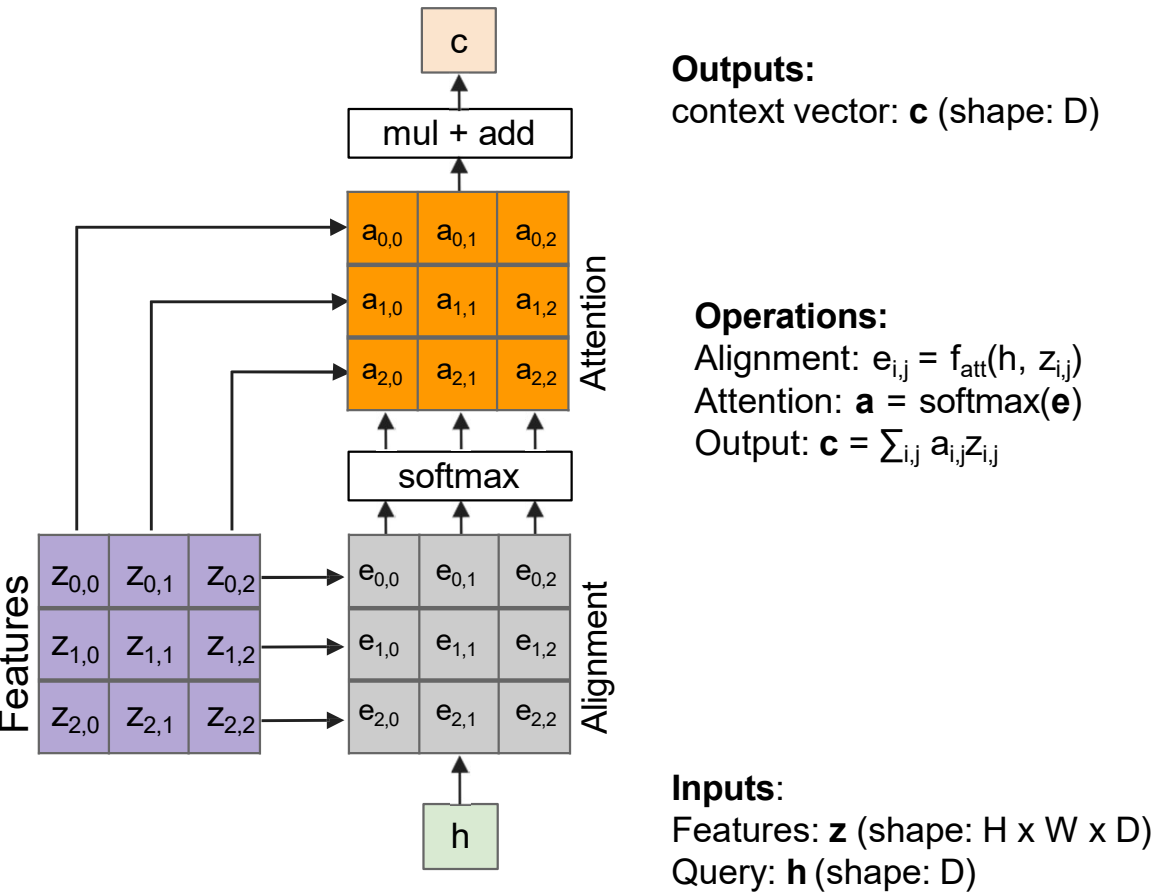 c
mul + add
a0,0 a0,1 a0,2
a1,0 a1,1 a1,2
a2,0 a2,1 a2,2
Attention
softmax
Features
z0,0 z0,1 z0,2
z1,0 z1,1 z1,2
z2,0 z2,1 z2,2
e0,0 e0,1 e0,2
e1,0 e1,1 e1,2
e2,0 e2,1 e2,2
Alignment
h
Outputs:
context vector: c (shape: D)
Operations:
Alignment: ei,j = fatt(h, zi,j)
Attention: a = softmax(e)
Output: c = ∑i,j ai,jzi,j
Inputs:
Features: z (shape: H x W x D)
Query: h (shape: D)